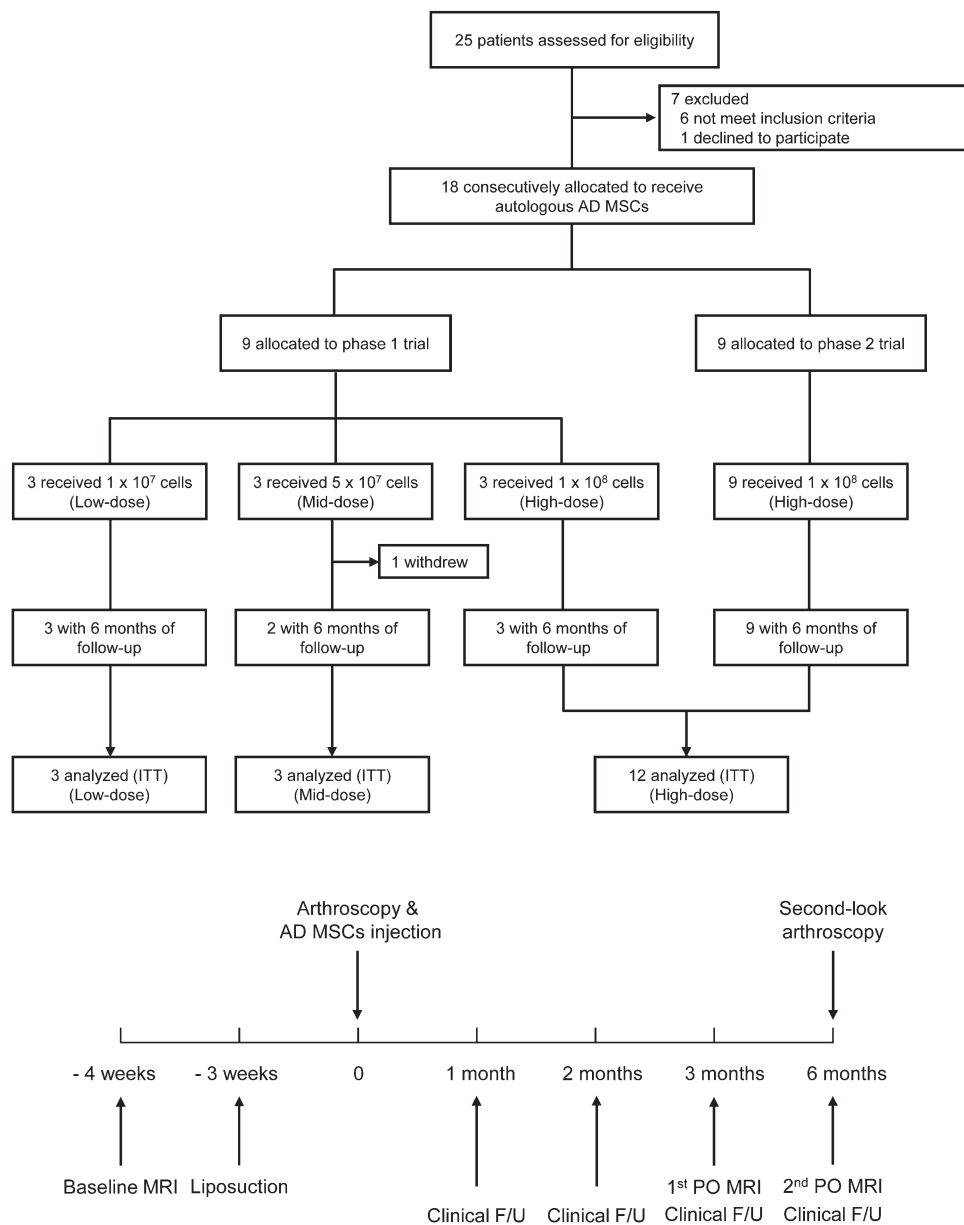 25 patients assessed for eligibility
7 excluded
6 not meet inclusion criteria
1 declined to participate
18 consecutively allocated to receive
autologous AD MSCs
9 allocated to phase 1 trial
9 allocated to phase 2 trial
3 received 1 x 10⁷ cells
(Low-dose)
3 received 5 x 10⁷ cells
(Mid-dose)
3 received 1 x 10⁸ cells
(High-dose)
9 received 1 x 10⁸ cells
(High-dose)
1 withdrew
3 with 6 months of
follow-up
2 with 6 months of
follow-up
3 with 6 months of
follow-up
9 with 6 months of
follow-up
3 analyzed (ITT)
(Low-dose)
3 analyzed (ITT)
(Mid-dose)
12 analyzed (ITT)
(High-dose)
Arthroscopy &
AD MSCs injection
Second-look
arthroscopy
- 4 weeks
- 3 weeks
0
1 month
2 months
3 months
6 months
Baseline MRI
Liposuction
Clinical F/U
Clinical F/U
1ˢᵗ PO MRI
Clinical F/U
2ⁿᵈ PO MRI
Clinical F/U